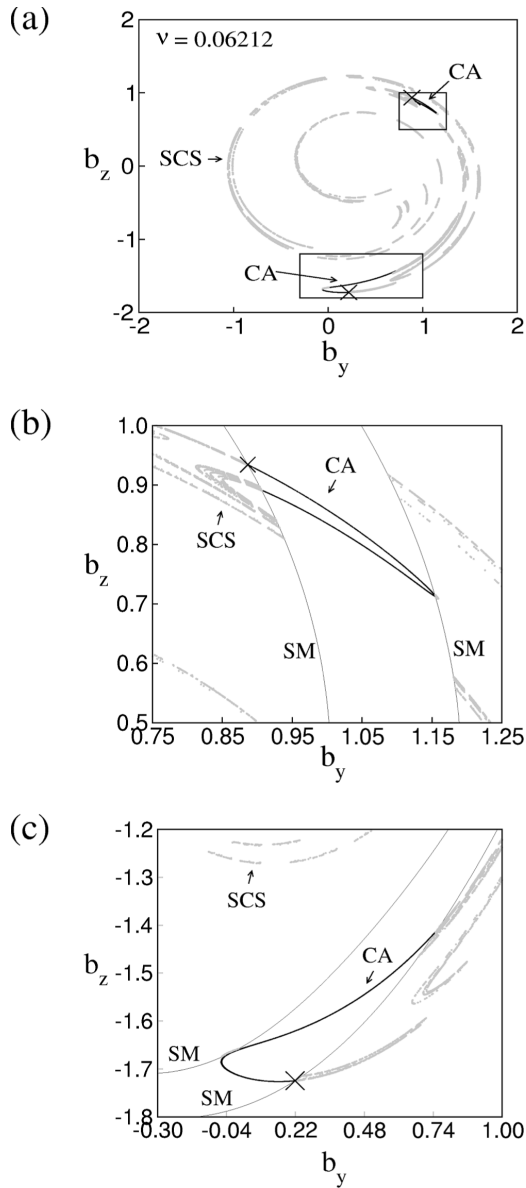 (a)
2
ν = 0.06212
CA
1
b_z
SCS
0
-1
CA
-2
-2
-1
0
1
2
b_y
(b)
1.0
CA
0.9
SCS
0.8
b_z
0.7
SM
SM
0.6
0.5
0.75
0.85
0.95
1.05
1.15
1.25
b_y
(c)
-1.2
-1.3
SCS
-1.4
CA
b_z
-1.5
-1.6
SM
-1.7
SM
-1.8
-0.30
-0.04
0.22
0.48
0.74
1.00
b_y